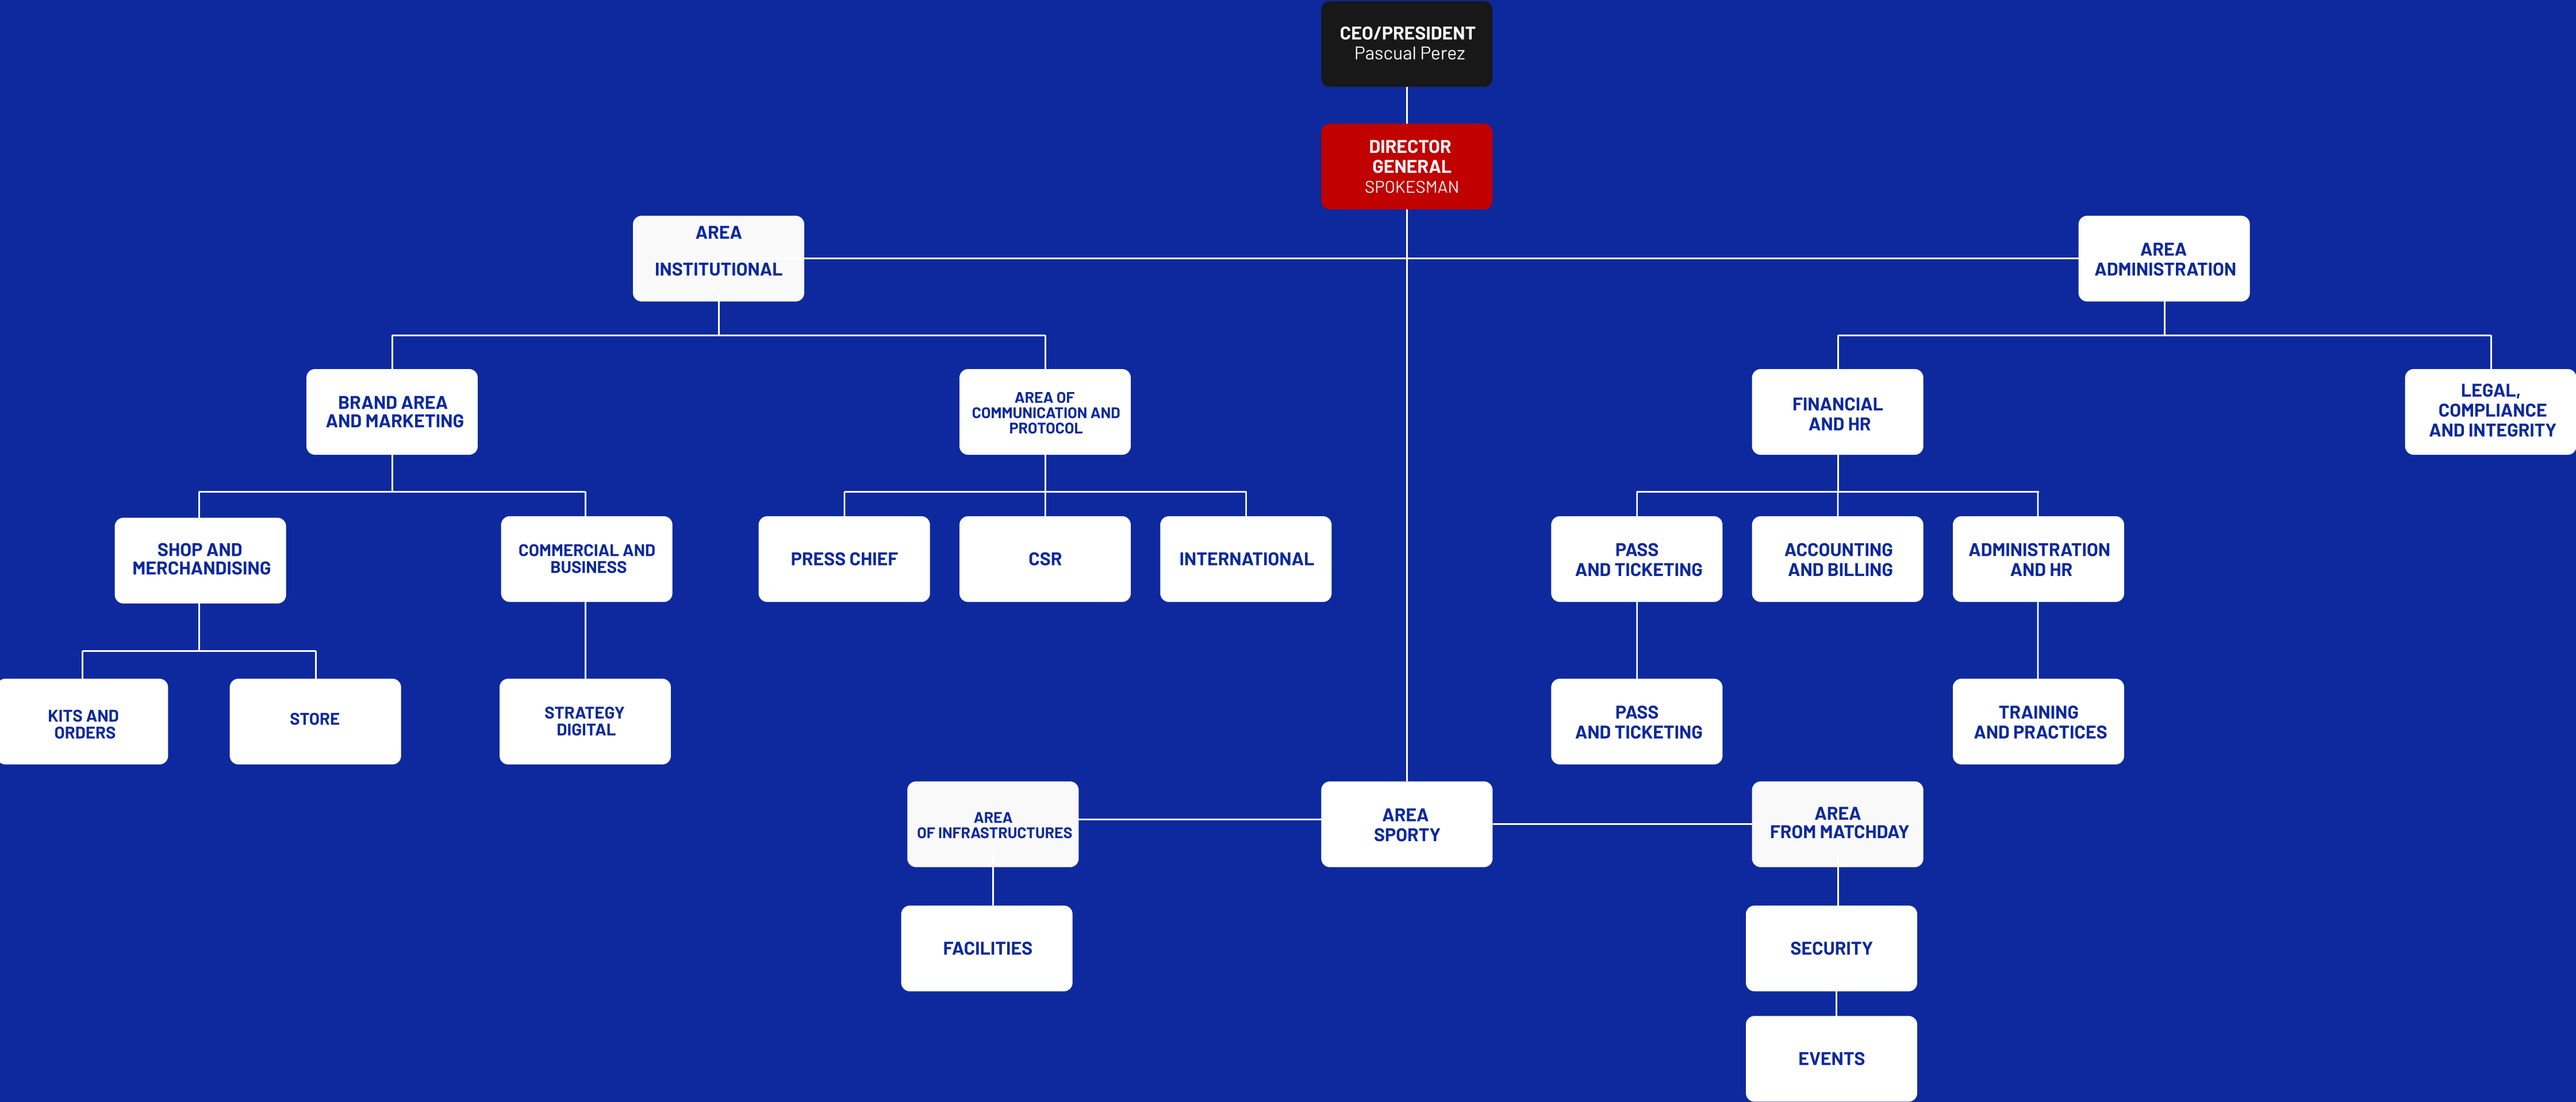 CEO/PRESIDENT
Pascual Perez
DIRECTOR
GENERAL
SPOKESMAN
AREA
INSTITUTIONAL
AREA
ADMINISTRATION
BRAND AREA
AND MARKETING
AREA OF
COMMUNICATION AND
PROTOCOL
FINANCIAL
AND HR
LEGAL,
COMPLIANCE
AND INTEGRITY
SHOP AND
MERCHANDISING
COMMERCIAL AND
BUSINESS
PRESS CHIEF
CSR
INTERNATIONAL
PASS
AND TICKETING
ACCOUNTING
AND BILLING
ADMINISTRATION
AND HR
KITS AND
ORDERS
STORE
STRATEGY
DIGITAL
PASS
AND TICKETING
TRAINING
AND PRACTICES
AREA
OF INFRASTRUCTURES
AREA
SPORTY
AREA
FROM MATCHDAY
FACILITIES
SECURITY
EVENTS